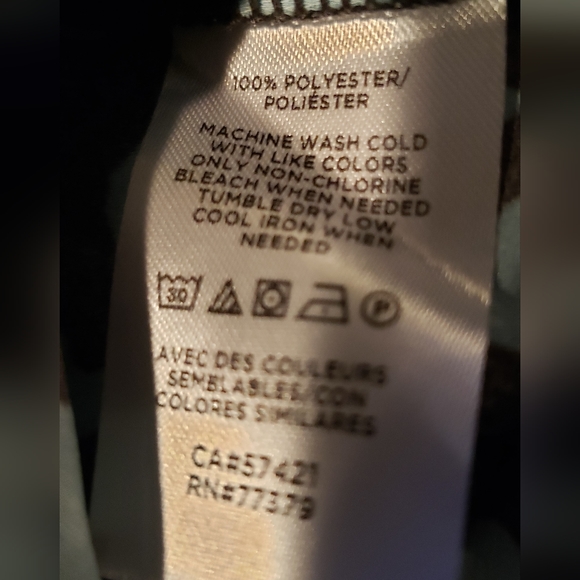 100% POLYESTER/
POLIÉSTER
MACHINE WASH COLD
WITH LIKE COLORS
ONLY NON-CHLORINE
BLEACH WHEN NEEDED
TUMBLE DRY LOW
COOL IRON WHEN
NEEDED
30 P
AVEC DES COULEURS
SEMBLABLES/CON
COLORES SIMILARES
CA#57421
RN#77379